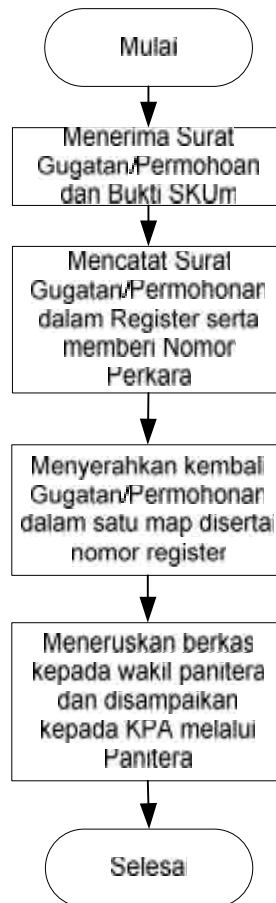 Mulai
Menerima Surat
Gugatan/Permohoan
dan Bukti SKUm
Mencatat Surat
Gugatan/Permohonan
dalam Register serta
memberi Nomor
Perkara
Menyerahkan kembali
Gugatan/Permohonan
dalam satu map disertai
nomor register
Meneruskan berkas
kepada wakil panitera
dan disampaikan
kepada KPA melalui
Panitera
Selesai